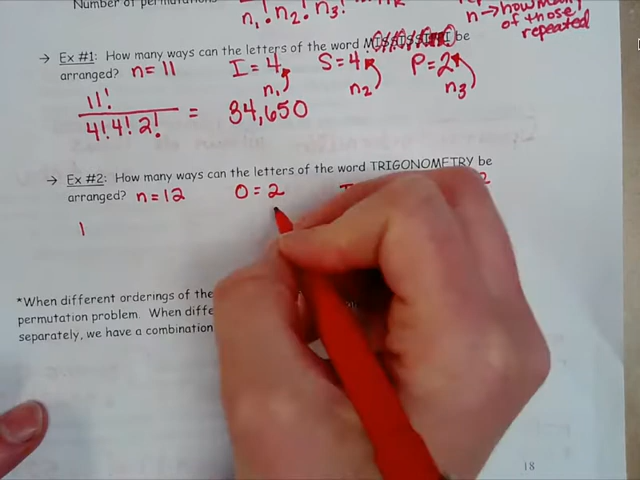 Number of permutations
n₁! n₂! n₃!
n → how many
of those
repeated
→ Ex #1: How many ways can the letters of the word MISSISSIPPI be
arranged? n = 11 I = 4 S = 4 P = 2
n₁ n₂ n₃
11!
4! 4! 2!
= 34,650
→ Ex #2: How many ways can the letters of the word TRIGONOMETRY be
arranged? n = 12 O = 2 2
1
*When different orderings of the
permutation problem. When
separately, we have a combination
18